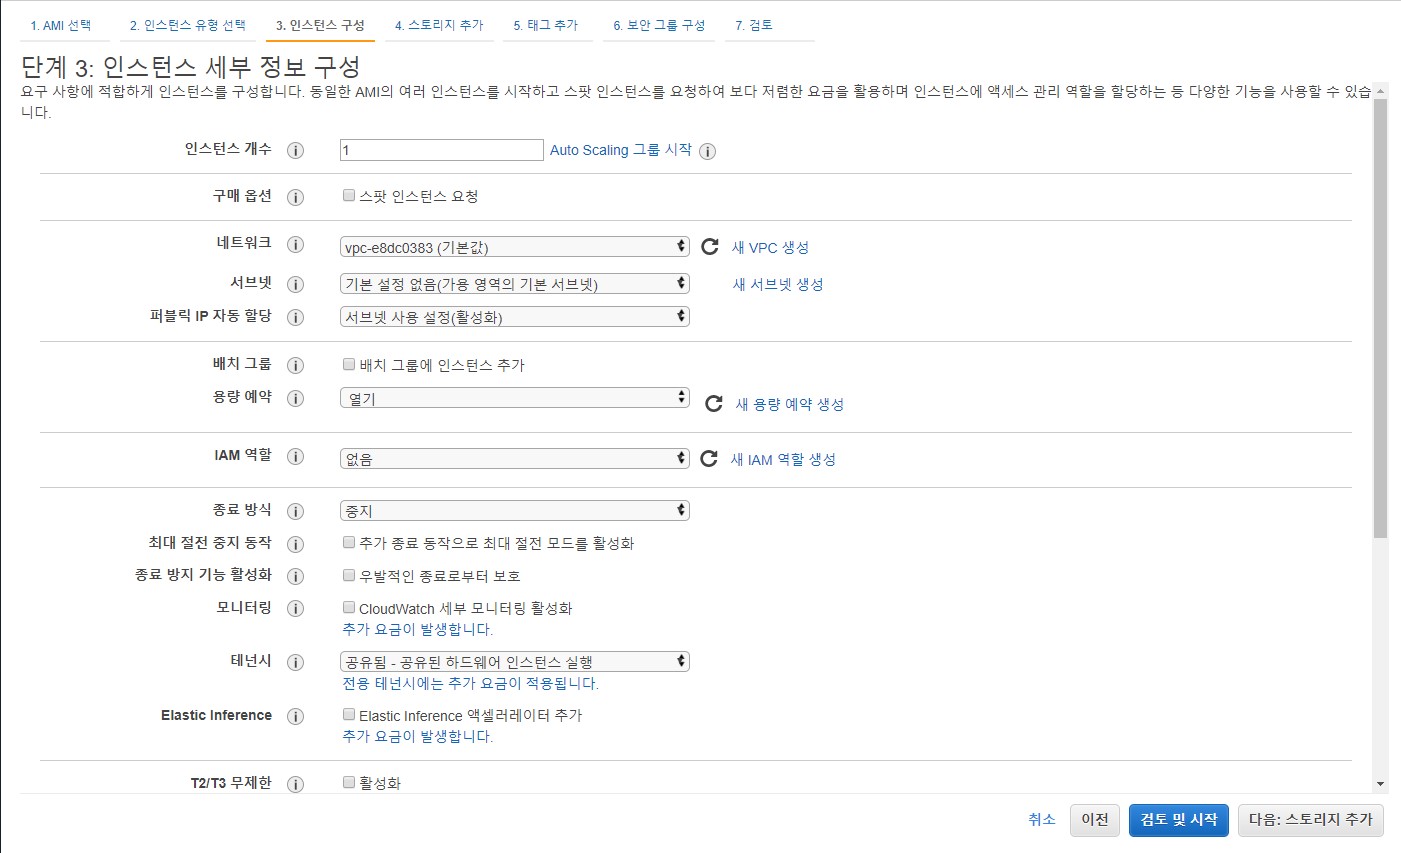 1. AMI 선택 2. 인스턴스 유형 선택 3. 인스턴스 구성 4. 스토리지 추가 5. 태그 추가 6. 보안 그룹 구성 7. 검토
단계 3: 인스턴스 세부 정보 구성
요구 사항에 적합하게 인스턴스를 구성합니다. 동일한 AMI의 여러 인스턴스를 시작하고 스팟 인스턴스를 요청하여 보다 저렴한 요금을 활용하며 인스턴스에 액세스 관리 역할을 할당하는 등 다양한 기능을 사용할 수 있습
니다.
인스턴스 개수 i 1 Auto Scaling 그룹 시작 i
구매 옵션 i 스팟 인스턴스 요청
네트워크 i vpc-e8dc0383 (기본값) 새 VPC 생성
서브넷 i 기본 설정 없음(가용 영역의 기본 서브넷) 새 서브넷 생성
퍼블릭 IP 자동 할당 i 서브넷 사용 설정(활성화)
배치 그룹 i 배치 그룹에 인스턴스 추가
용량 예약 i 열기 새 용량 예약 생성
IAM 역할 i 없음 새 IAM 역할 생성
종료 방식 i 중지
최대 절전 중지 동작 i 추가 종료 동작으로 최대 절전 모드를 활성화
종료 방지 기능 활성화 i 우발적인 종료로부터 보호
모니터링 i CloudWatch 세부 모니터링 활성화
추가 요금이 발생합니다.
테넌시 i 공유됨 - 공유된 하드웨어 인스턴스 실행
전용 테넌시에는 추가 요금이 적용됩니다.
Elastic Inference i Elastic Inference 액셀러레이터 추가
추가 요금이 발생합니다.
T2/T3 무제한 i 활성화
취소 이전 검토 및 시작 다음: 스토리지 추가